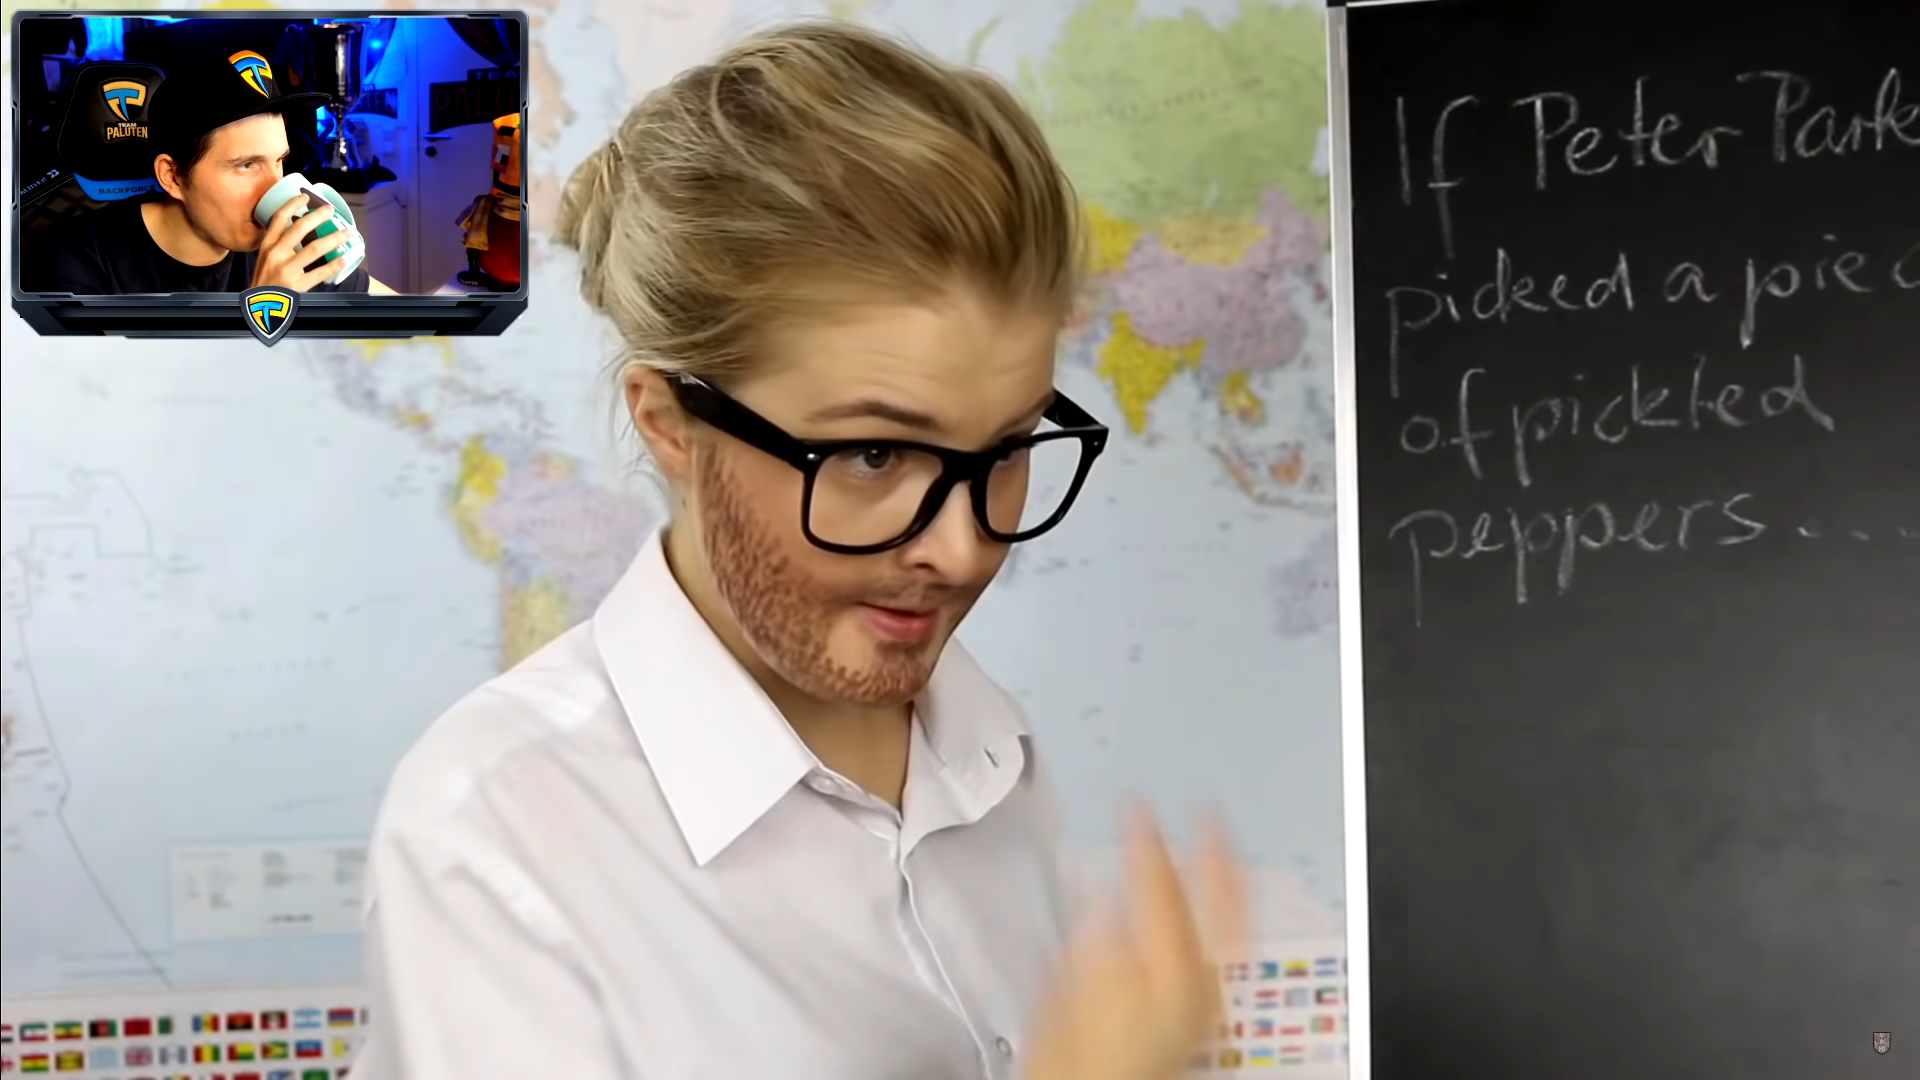 TEAM
PALUTEN
BACKFORCE
If Peter Park
picked a piec
of pickled
peppers....